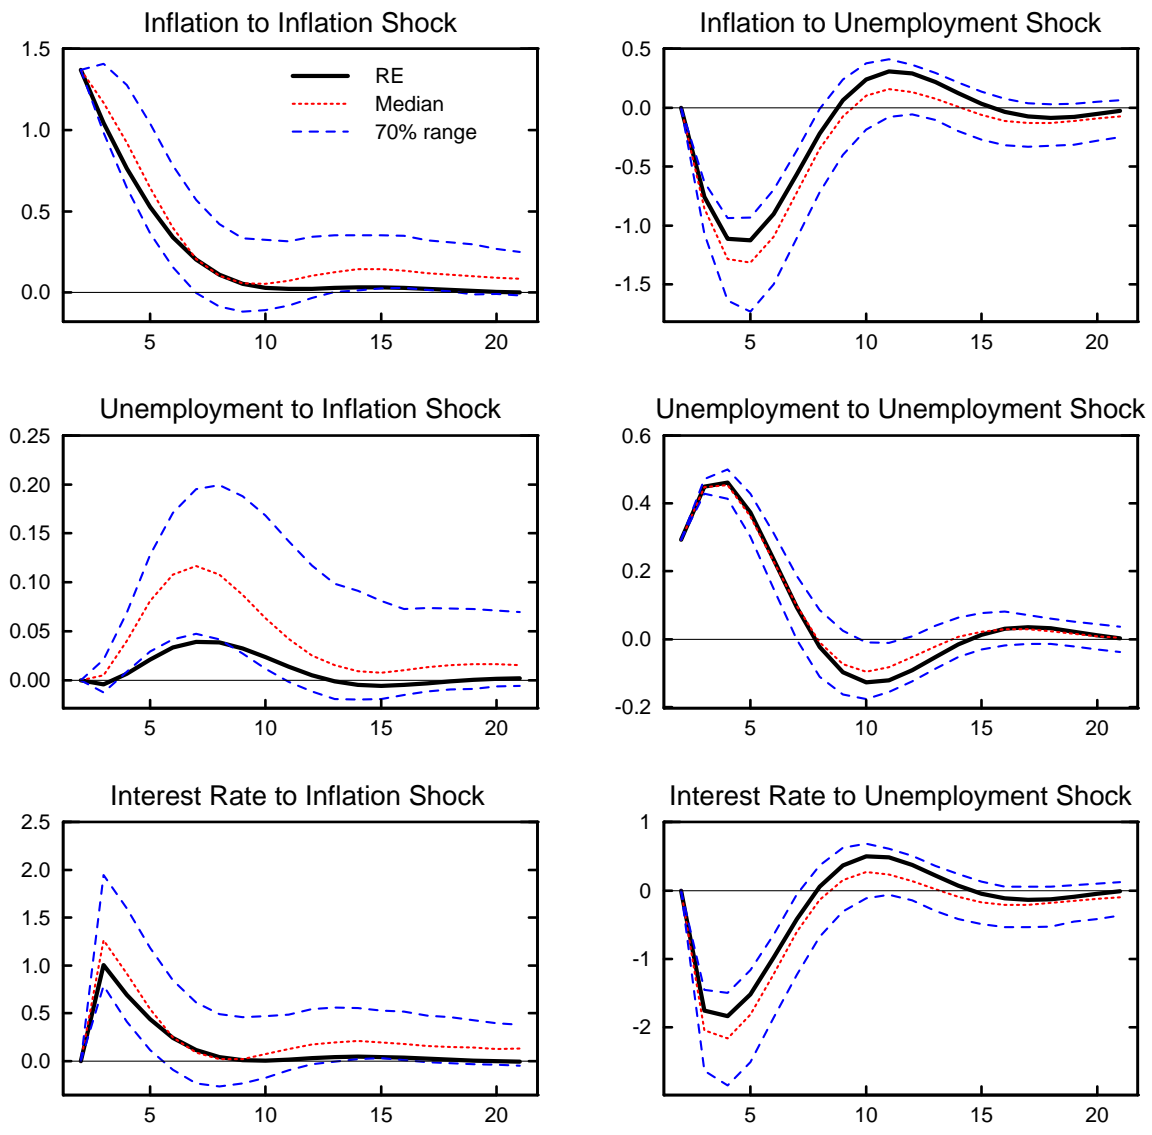 Inflation to Inflation Shock
1.5
1.0
0.5
0.0
5 10 15 20
RE
Median
70% range
Inflation to Unemployment Shock
0.5
0.0
-0.5
-1.0
-1.5
5 10 15 20
Unemployment to Inflation Shock
0.25
0.20
0.15
0.10
0.05
0.00
5 10 15 20
Unemployment to Unemployment Shock
0.6
0.4
0.2
0.0
-0.2
5 10 15 20
Interest Rate to Inflation Shock
2.5
2.0
1.5
1.0
0.5
0.0
5 10 15 20
Interest Rate to Unemployment Shock
1
0
-1
-2
5 10 15 20